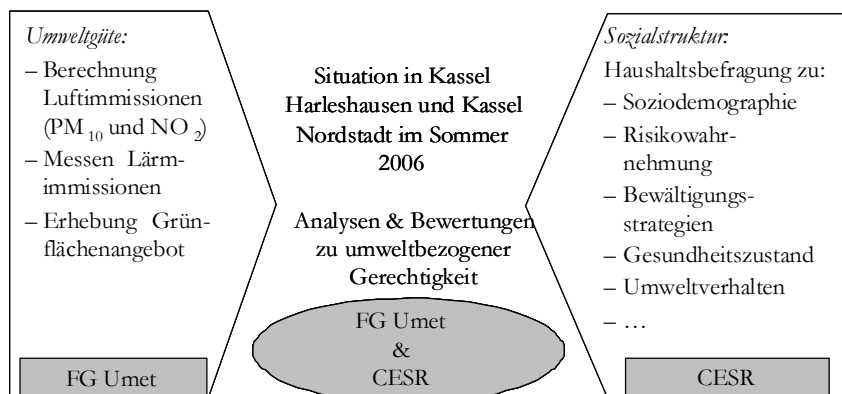 Umweltgüte:
– Berechnung
Luftimmissionen
(PM 10 und NO 2)
– Messen Lärm-
immissionen
– Erhebung Grün-
flächenangebot
FG Umet
Situation in Kassel
Harleshausen und Kassel
Nordstadt im Sommer
2006
Analysen & Bewertungen
zu umweltbezogener
Gerechtigkeit
FG Umet
&
CESR
Sozialstruktur:
Haushaltsbefragung zu:
– Soziodemographie
– Risikowahr-
nehmung
– Bewältigungs-
strategien
– Gesundheitszustand
– Umweltverhalten
– …
CESR